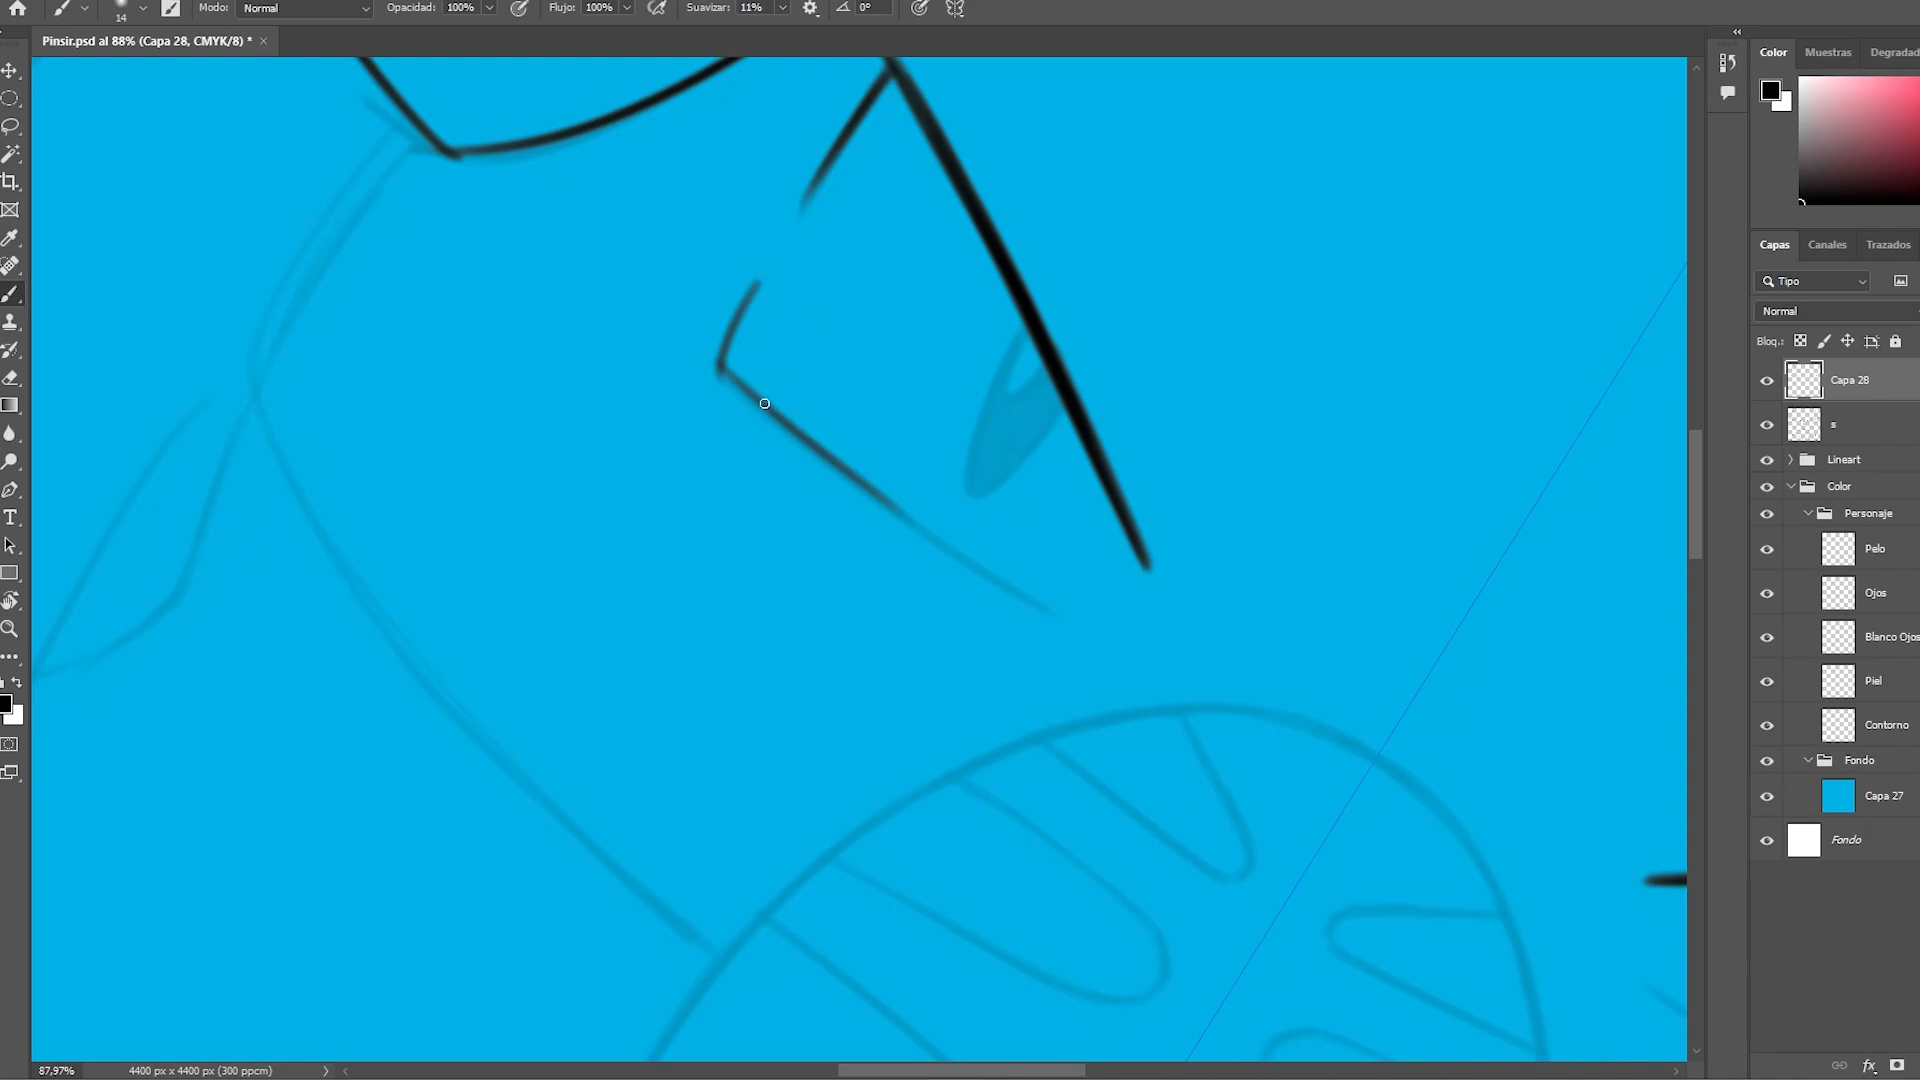 14
Modo: Normal
Opacidad: 100%
Flujo: 100%
Suavizar: 11%
0°
Pinsir.psd al 88% (Capa 28, CMYK/8) *
Color Muestras Degradad
Capas Canales Trazados
Tipo
Normal
Bloq.:
Capa 28
s
Lineart
Color
Personaje
Pelo
Ojos
Blanco Ojos
Piel
Contorno
Fondo
Capa 27
Fondo
fx
87,97% 4400 px x 4400 px (300 ppcm)